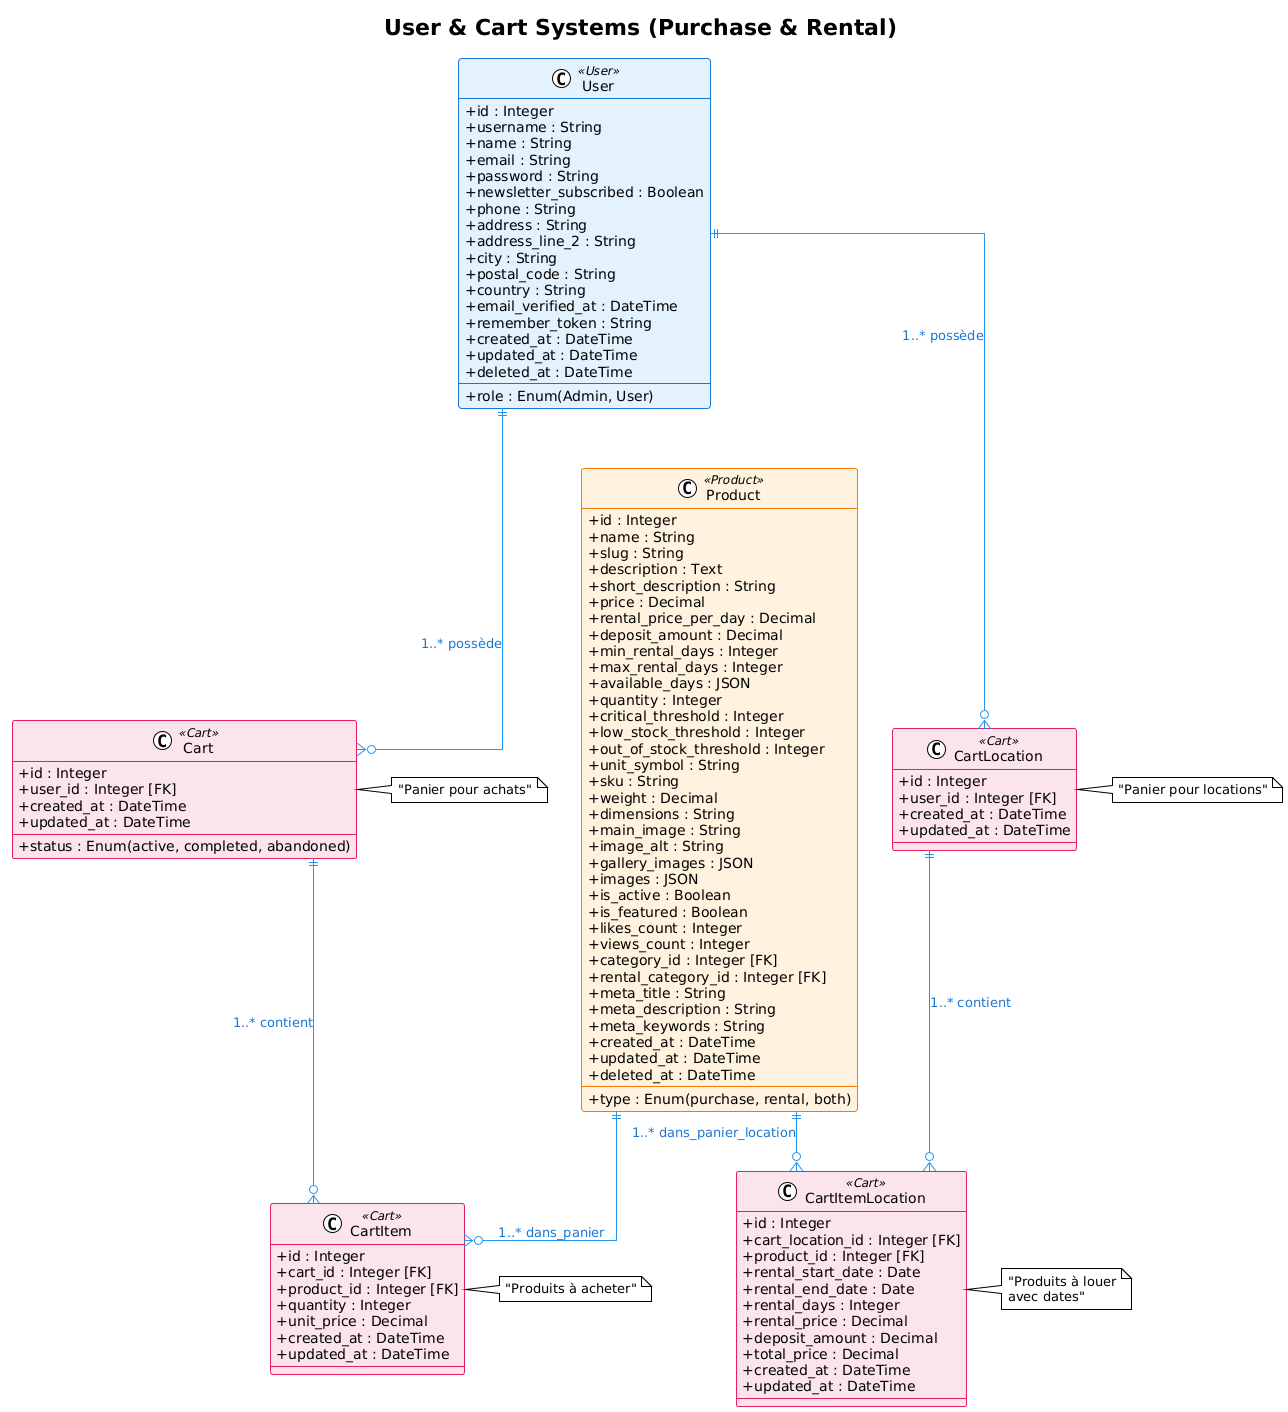 User & Cart Systems (Purchase & Rental)
C
«User»
User
+id : Integer
+username : String
+name : String
+email : String
+password : String
+newsletter_subscribed : Boolean
+phone : String
+address : String
+address_line_2 : String
+city : String
+postal_code : String
+country : String
+email_verified_at : DateTime
+remember_token : String
+created_at : DateTime
+updated_at : DateTime
+deleted_at : DateTime
+role : Enum(Admin, User)
1..* possède
1..* possède
C
«Product»
Product
+id : Integer
+name : String
+slug : String
+description : Text
+short_description : String
+price : Decimal
+rental_price_per_day : Decimal
+deposit_amount : Decimal
+min_rental_days : Integer
+max_rental_days : Integer
+available_days : JSON
+quantity : Integer
+critical_threshold : Integer
+low_stock_threshold : Integer
+out_of_stock_threshold : Integer
+unit_symbol : String
+sku : String
+weight : Decimal
+dimensions : String
+main_image : String
+image_alt : String
+gallery_images : JSON
+images : JSON
+is_active : Boolean
+is_featured : Boolean
+likes_count : Integer
+views_count : Integer
+category_id : Integer [FK]
+rental_category_id : Integer [FK]
+meta_title : String
+meta_description : String
+meta_keywords : String
+created_at : DateTime
+updated_at : DateTime
+deleted_at : DateTime
+type : Enum(purchase, rental, both)
C
«Cart»
Cart
+id : Integer
+user_id : Integer [FK]
+created_at : DateTime
+updated_at : DateTime
+status : Enum(active, completed, abandoned)
"Panier pour achats"
C
«Cart»
CartLocation
+id : Integer
+user_id : Integer [FK]
+created_at : DateTime
+updated_at : DateTime
"Panier pour locations"
1..* contient
1..* contient
1..* dans_panier_location
1..* dans_panier
C
«Cart»
CartItem
+id : Integer
+cart_id : Integer [FK]
+product_id : Integer [FK]
+quantity : Integer
+unit_price : Decimal
+created_at : DateTime
+updated_at : DateTime
"Produits à acheter"
C
«Cart»
CartItemLocation
+id : Integer
+cart_location_id : Integer [FK]
+product_id : Integer [FK]
+rental_start_date : Date
+rental_end_date : Date
+rental_days : Integer
+rental_price : Decimal
+deposit_amount : Decimal
+total_price : Decimal
+created_at : DateTime
+updated_at : DateTime
"Produits à louer
avec dates"